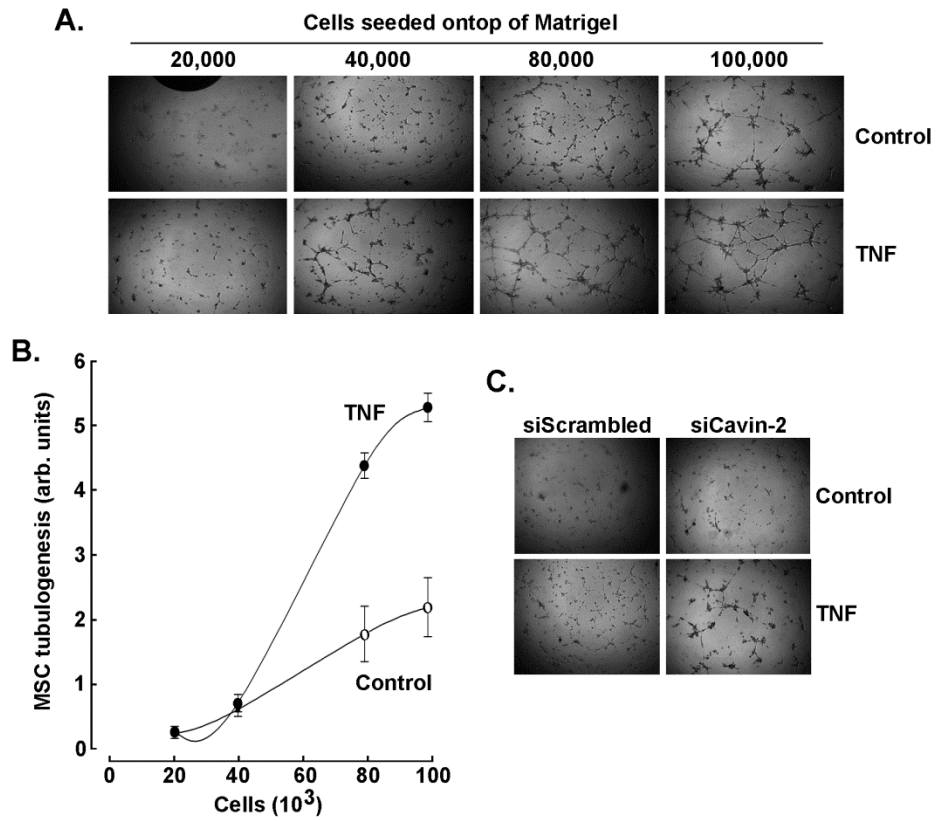 A.
Cells seeded ontop of Matrigel
20,000 40,000 80,000 100,000
Control
TNF
B.
MSC tubulogenesis (arb. units)
6
5
4
3
2
1
0
TNF
Control
0 20 40 60 80 100
Cells (10³)
C.
siScrambled siCavin-2
Control
TNF